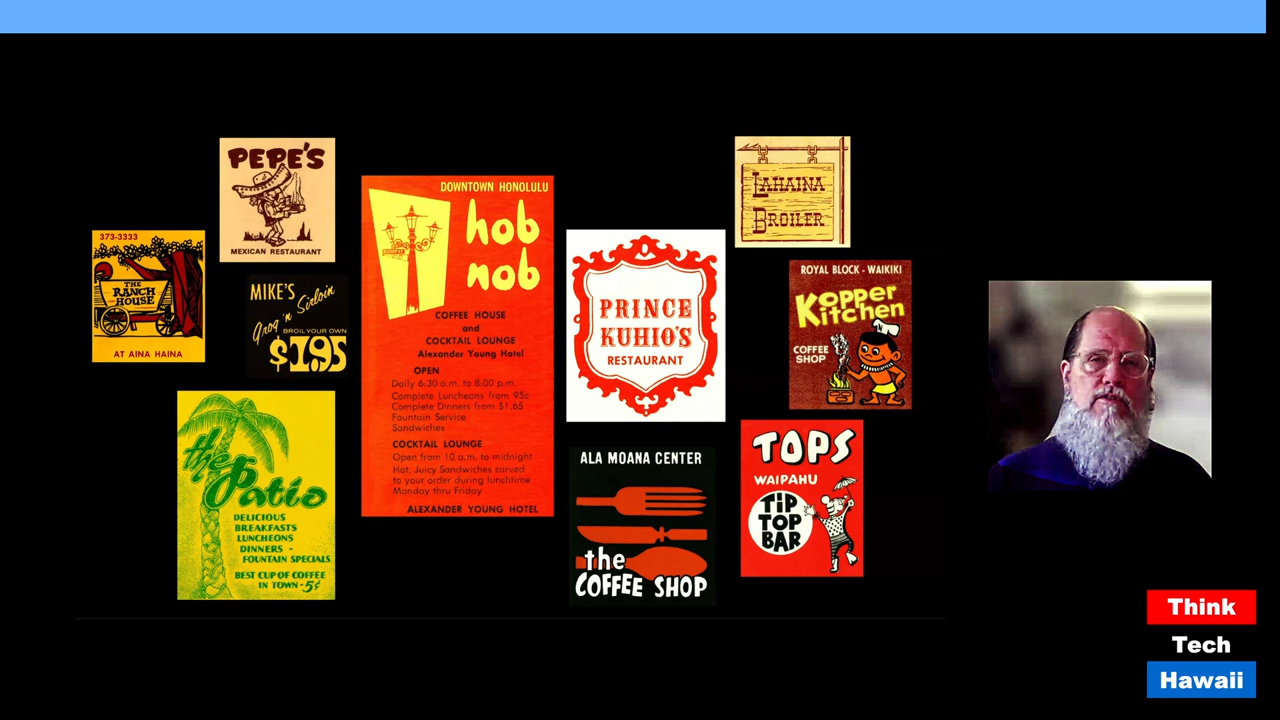 373-3333
THE
RANCH
HOUSE
AT AINA HAINA
PEPE'S
MEXICAN RESTAURANT
MIKE'S
Grog 'n Sirloin
BROIL YOUR OWN
$1.95
the
Patio
DELICIOUS
BREAKFASTS
LUNCHEONS
DINNERS -
FOUNTAIN SPECIALS
BEST CUP OF COFFEE
IN TOWN - 5¢
DOWNTOWN HONOLULU
hob
nob
COFFEE HOUSE
and
COCKTAIL LOUNGE
Alexander Young Hotel
OPEN
Daily 6:30 a.m. to 8:00 p.m.
Complete Luncheons from 95c
Complete Dinners from $1.65
Fountain Service
Sandwiches
COCKTAIL LOUNGE
Open from 10 a.m. to midnight
Hot, Juicy Sandwiches carved
to your order during lunchtime
Monday thru Friday
ALEXANDER YOUNG HOTEL
PRINCE
KUHIO'S
RESTAURANT
ALA MOANA CENTER
the
COFFEE SHOP
LAHAINA
BROILER
ROYAL BLOCK - WAIKIKI
Kopper
Kitchen
COFFEE
SHOP
TOPS
WAIPAHU
TIP
TOP
BAR
Think
Tech
Hawaii